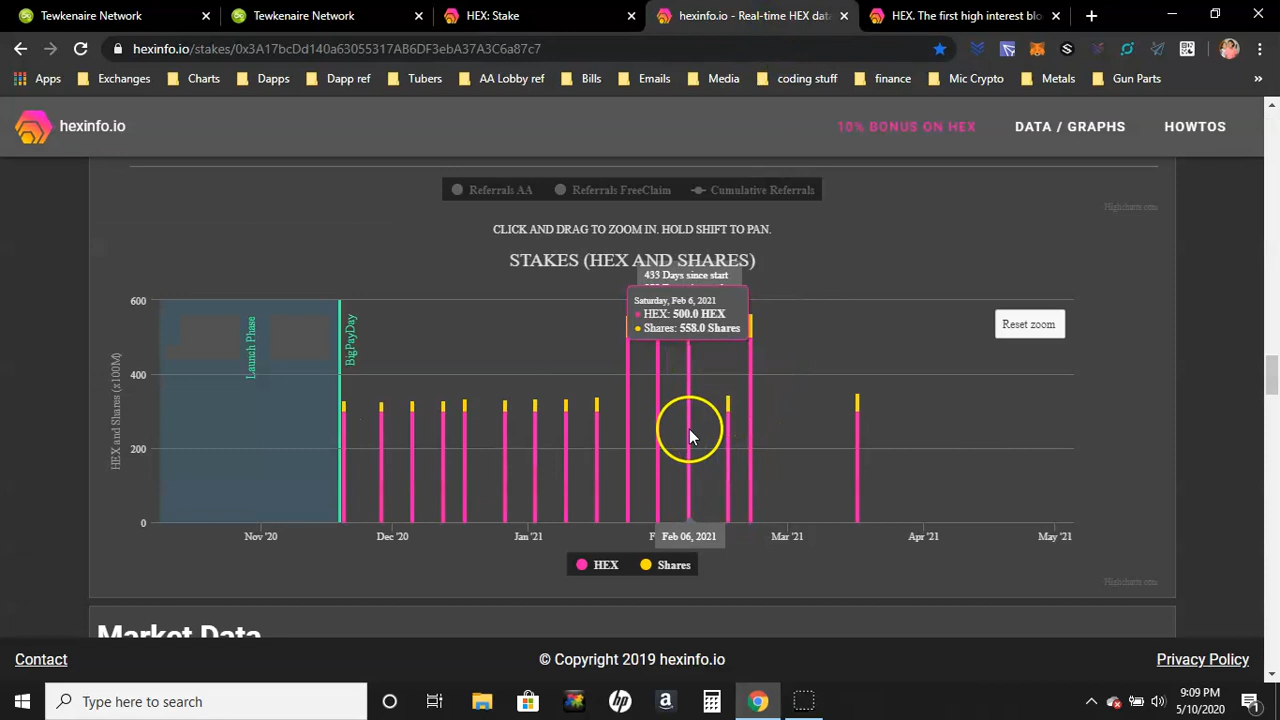 Tewkenaire Network
Tewkenaire Network
HEX: Stake
hexinfo.io - Real-time HEX data
HEX. The first high interest blo
hexinfo.io/stakes/0x3A17bcDd140a63055317AB6DF3ebA37A3C6a87c7
Apps Exchanges Charts Dapps Dapp ref Tubers AA Lobby ref Bills Emails Media coding stuff finance Mic Crypto Metals Gun Parts »
hexinfo.io 10% BONUS ON HEX DATA / GRAPHS HOWTOS
Referrals AA Referrals FreeClaim Cumulative Referrals
Highcharts.com
CLICK AND DRAG TO ZOOM IN. HOLD SHIFT TO PAN.
STAKES (HEX AND SHARES)
433 Days since start
Saturday, Feb 6, 2021
HEX: 500.0 HEX
Shares: 558.0 Shares
Reset zoom
600
400
200
0
HEX and Shares (x100M)
Launch Phase
BigPayDay
Nov '20 Dec '20 Jan '21 F Feb 06, 2021 Mar '21 Apr '21 May '21
HEX Shares
Highcharts.com
Market Data
Contact © Copyright 2019 hexinfo.io Privacy Policy
Type here to search
9:09 PM
5/10/2020